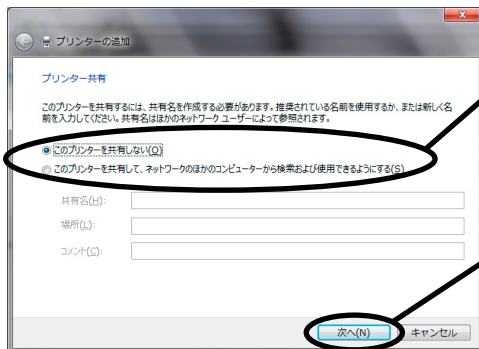 プリンターの追加
プリンター共有
このプリンターを共有するには、共有名を作成する必要があります。推奨されている名前を使用するか、または新しく名
前を入力してください。共有名はほかのネットワーク ユーザーによって参照されます。
このプリンターを共有しない(O)
このプリンターを共有して、ネットワークのほかのコンピューターから検索および使用できるようにする(S)
共有名(H):
場所(L):
コメント(C):
次へ(N)
キャンセル